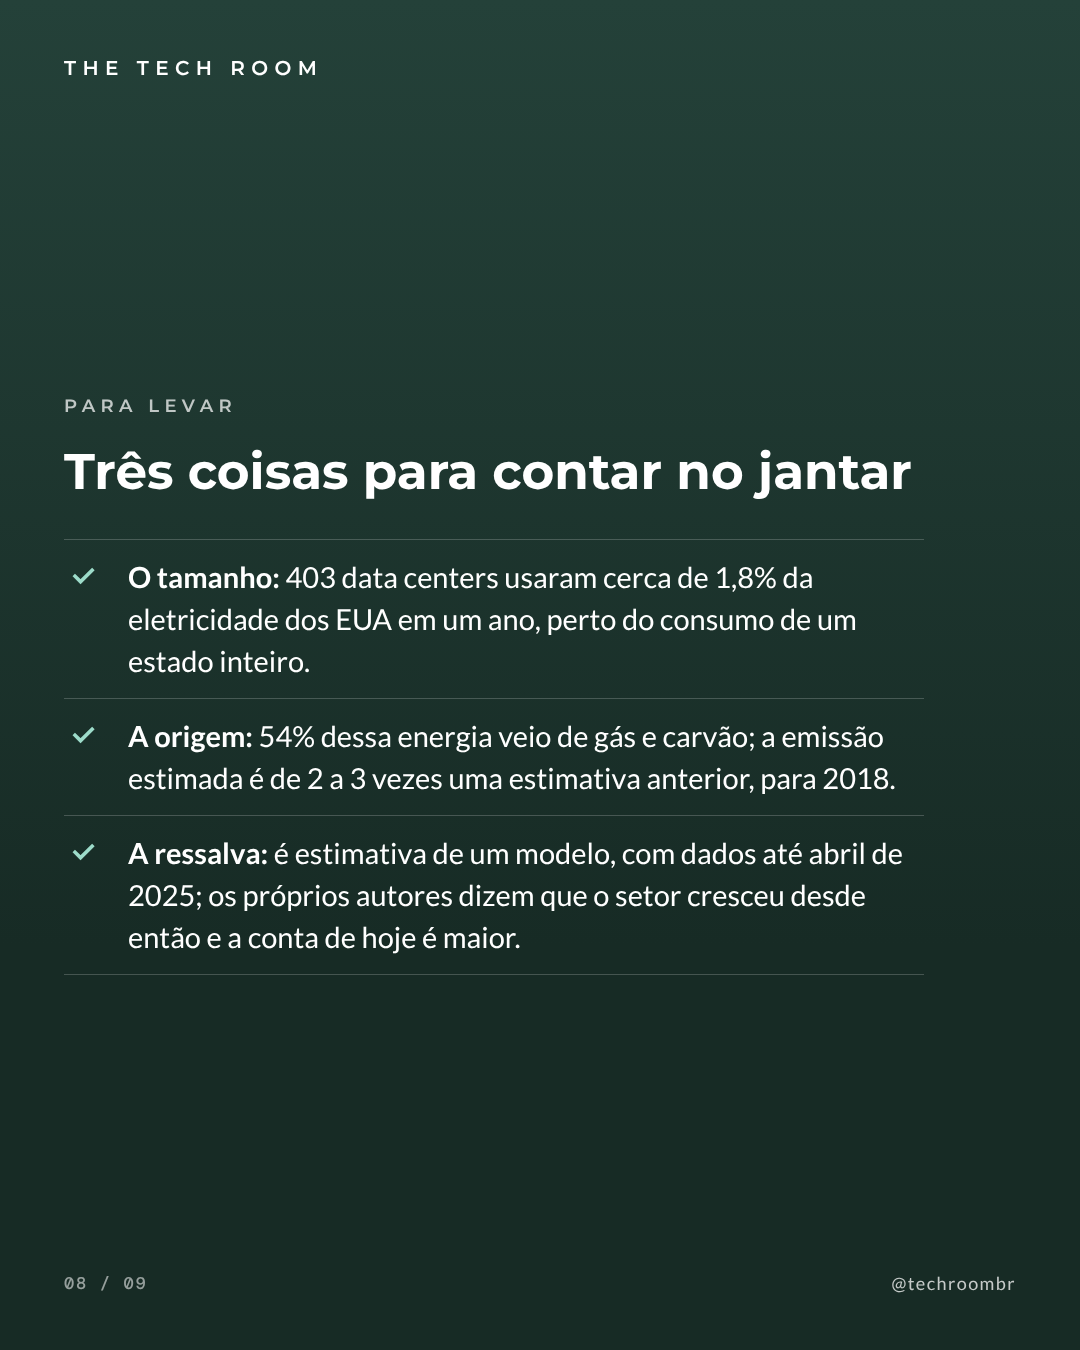 THE TECH ROOM
PARA LEVAR
Três coisas para contar no jantar
O tamanho: 403 data centers usaram cerca de 1,8% da
eletricidade dos EUA em um ano, perto do consumo de um
estado inteiro.
A origem: 54% dessa energia veio de gás e carvão; a emissão
estimada é de 2 a 3 vezes uma estimativa anterior, para 2018.
A ressalva: é estimativa de um modelo, com dados até abril de
2025; os próprios autores dizem que o setor cresceu desde
então e a conta de hoje é maior.
08 / 09
@techroombr